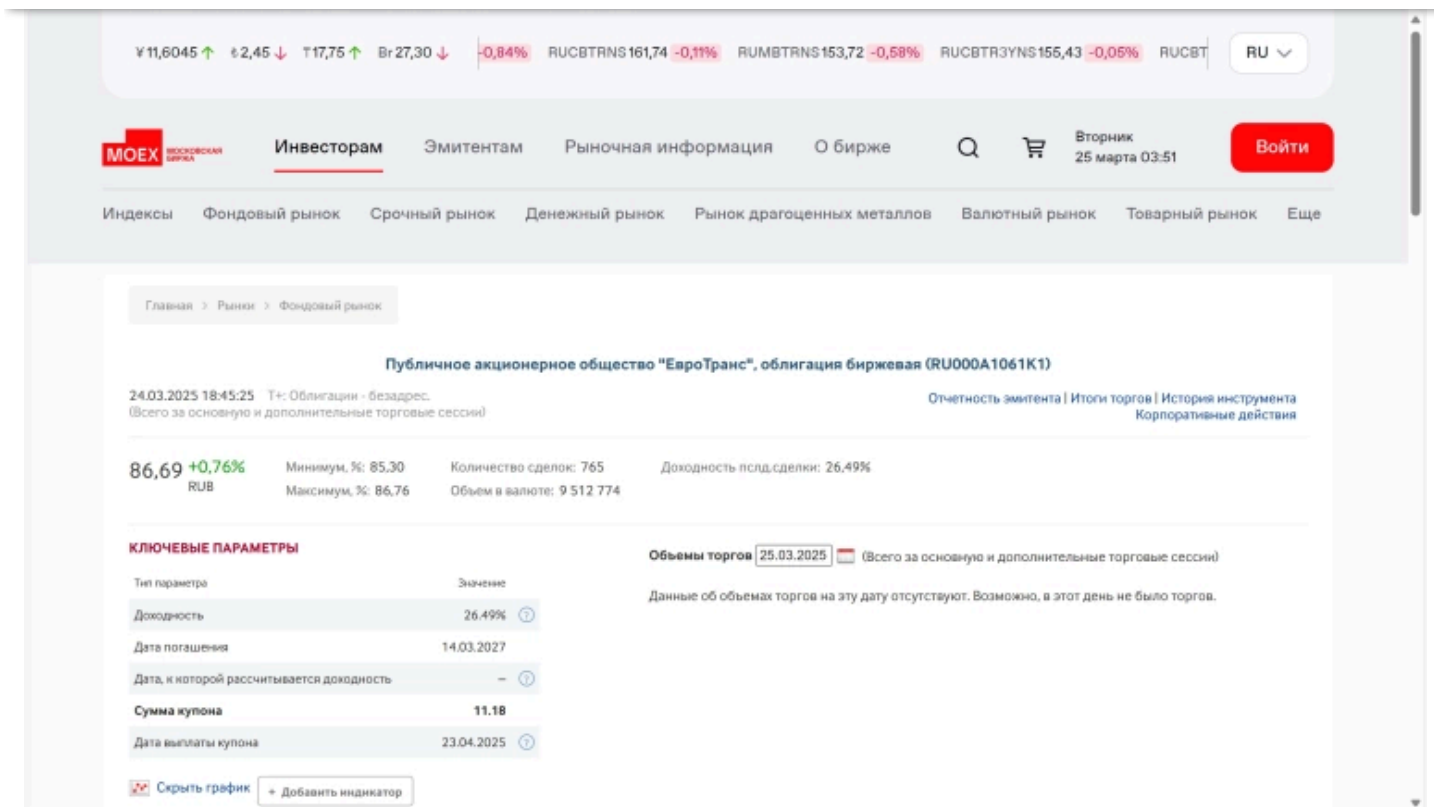 ¥ 11,6045 ↑ ₺ 2,45 ↓ ₸ 17,75 ↑ Br 27,30 ↓ -0,84% RUCBTRNS 161,74 -0,11% RUMBTRNS 153,72 -0,58% RUCBTR3YNS 155,43 -0,05% RUCBT RU
MOEX МОСКОВСКАЯ БИРЖА Инвесторам Эмитентам Рыночная информация О бирже Вторник 25 марта 03:51 Войти
Индексы Фондовый рынок Срочный рынок Денежный рынок Рынок драгоценных металлов Валютный рынок Товарный рынок Еще
Главная > Рынки > Фондовый рынок
Публичное акционерное общество "ЕвроТранс", облигация биржевая (RU000A1061K1)
24.03.2025 18:45:25 Т+: Облигации - безадрес.
(Всего за основную и дополнительные торговые сессии)
Отчетность эмитента | Итоги торгов | История инструмента
Корпоративные действия
86,69 +0,76% RUB
Минимум, %: 85,30 Количество сделок: 765 Доходность послд.сделки: 26,49%
Максимум, %: 86,76 Объем в валюте: 9 512 774
КЛЮЧЕВЫЕ ПАРАМЕТРЫ
Тип параметра Значение
Доходность 26.49% ?
Дата погашения 14.03.2027
Дата, к которой рассчитывается доходность – ?
Сумма купона 11.18
Дата выплаты купона 23.04.2025 ?
Объемы торгов 25.03.2025 (Всего за основную и дополнительные торговые сессии)
Данные об объемах торгов на эту дату отсутствуют. Возможно, в этот день не было торгов.
Скрыть график + Добавить индикатор